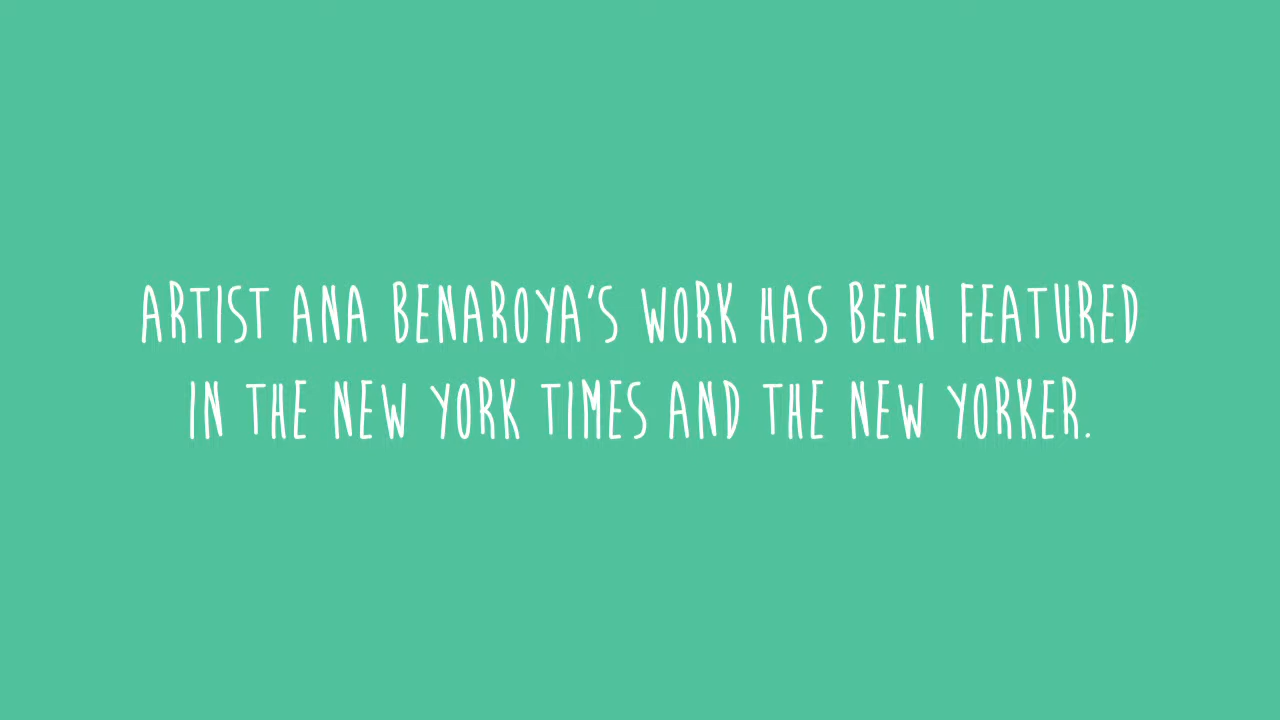 ARTIST ANA BENAROYA'S WORK HAS BEEN FEATURED
IN THE NEW YORK TIMES AND THE NEW YORKER.